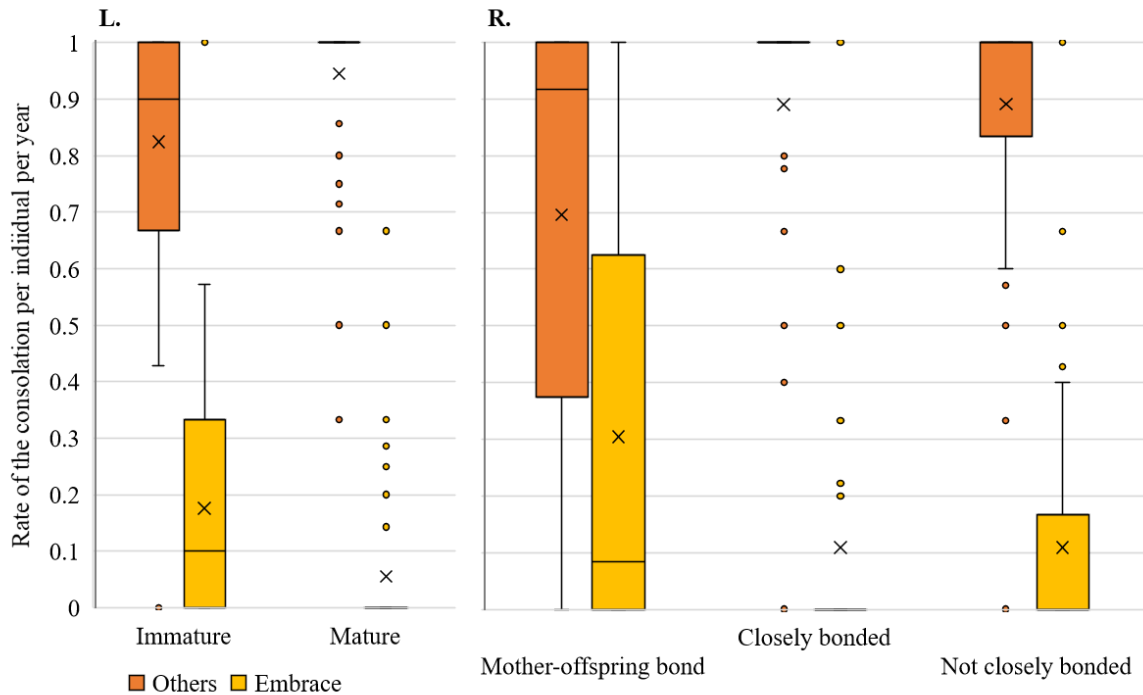 L.
R.
Rate of the consolation per indiidual per year
1
0.9
0.8
0.7
0.6
0.5
0.4
0.3
0.2
0.1
0
Immature
Mature
Mother-offspring bond
Closely bonded
Not closely bonded
Others
Embrace